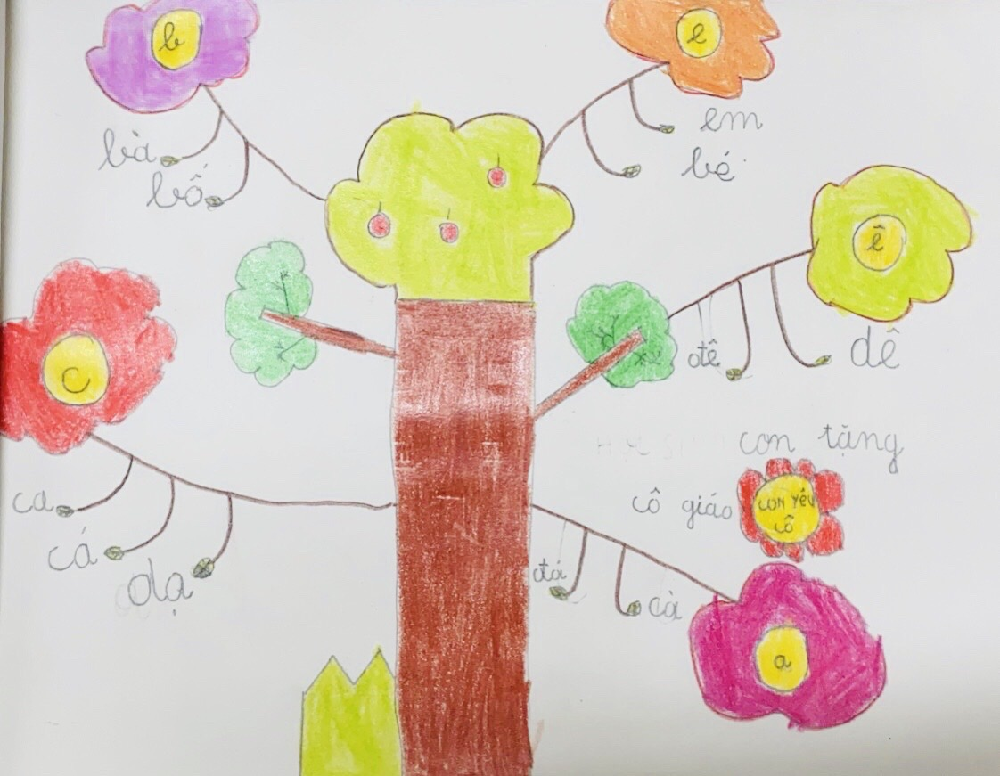 b
bà
bố
e
em
bé
ê
đê
dê
c
ca
cá
dạ
con tặng
cô giáo
CON YÊU
CÔ
đá
cà
a